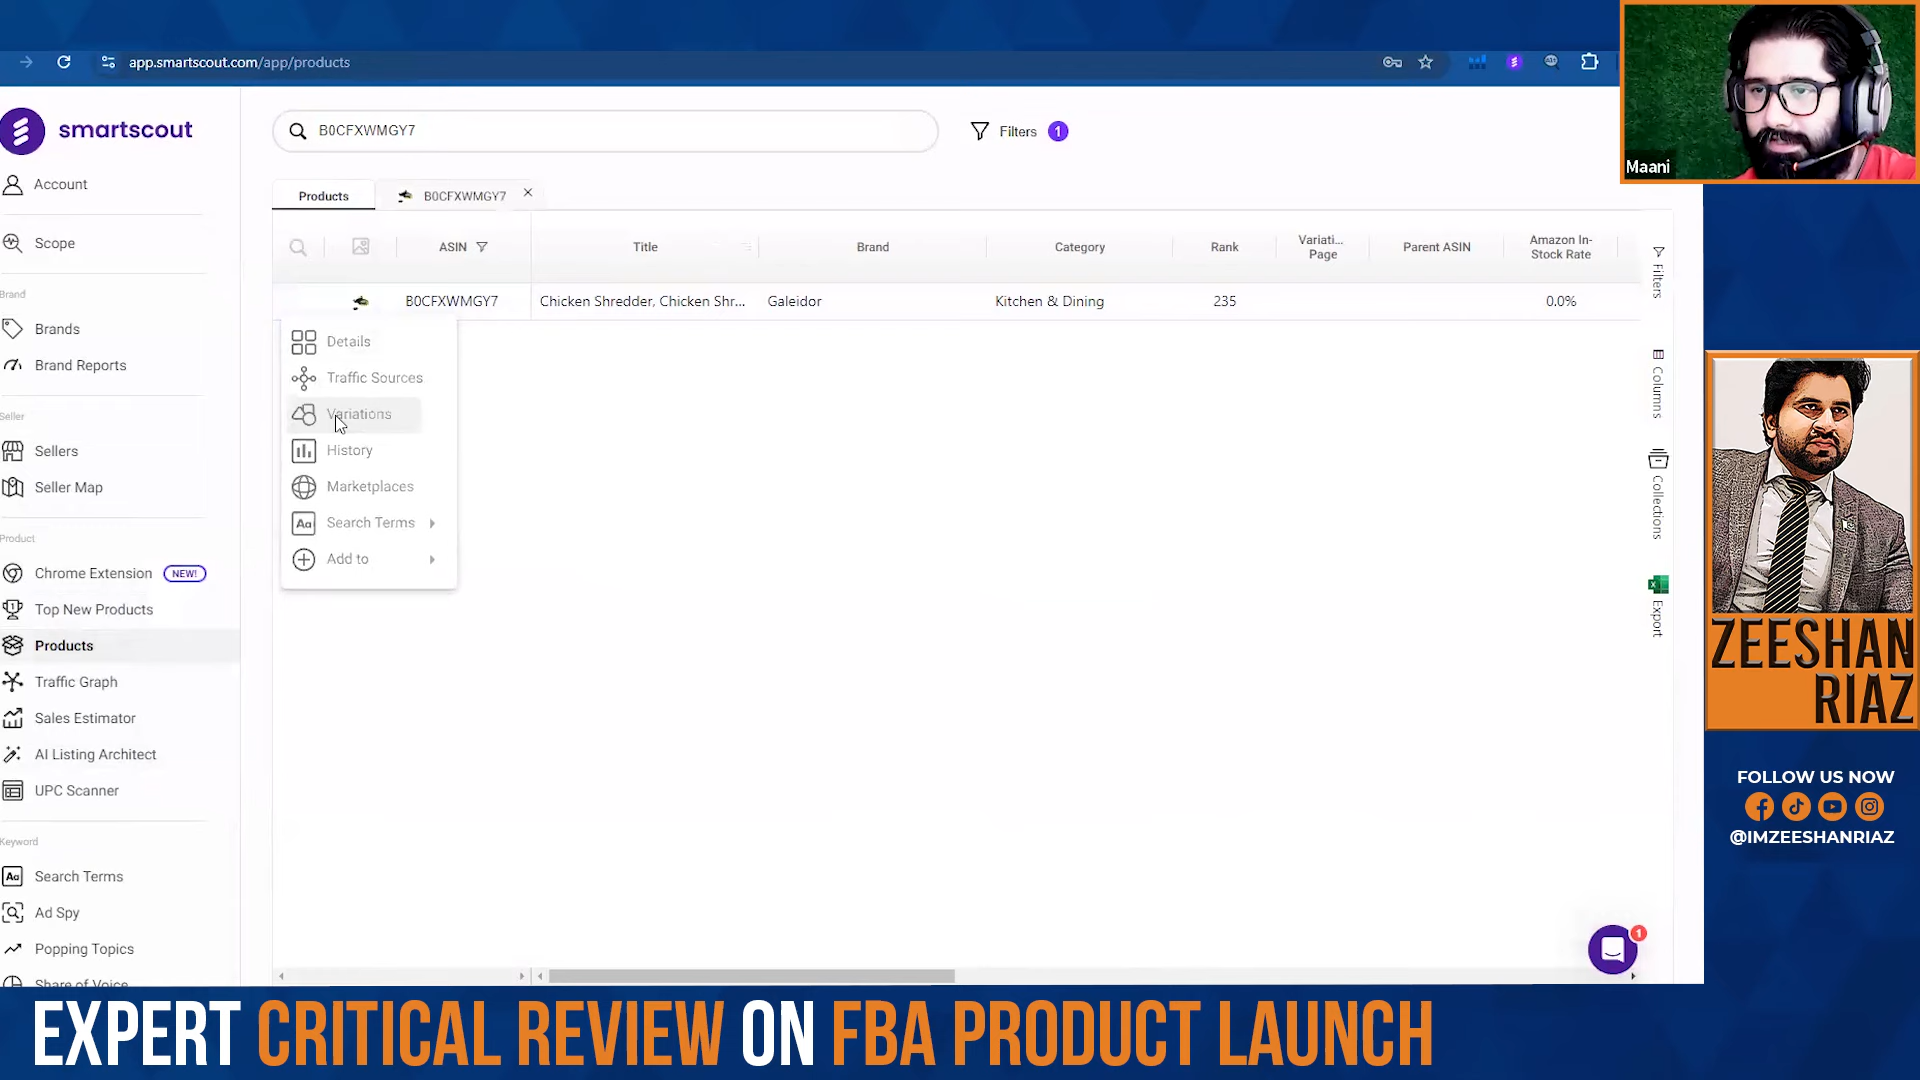 app.smartscout.com/app/products
smartscout
Account
Scope
Brand
Brands
Brand Reports
Seller
Sellers
Seller Map
Product
Chrome Extension NEW!
Top New Products
Products
Traffic Graph
Sales Estimator
AI Listing Architect
UPC Scanner
Keyword
Search Terms
Ad Spy
Popping Topics
Share of Voice
B0CFXWMGY7
Filters 1
Products
B0CFXWMGY7
ASIN
Title
Brand
Category
Rank
Variati... Page
Parent ASIN
Amazon In-Stock Rate
B0CFXWMGY7
Chicken Shredder, Chicken Shr...
Galeidor
Kitchen & Dining
235
0.0%
Details
Traffic Sources
Variations
History
Marketplaces
Aa Search Terms
Add to
Filters
Columns
Collections
Export
1
Maani
ZEESHAN
RIAZ
FOLLOW US NOW
@IMZEESHANRIAZ
EXPERT CRITICAL REVIEW ON FBA PRODUCT LAUNCH